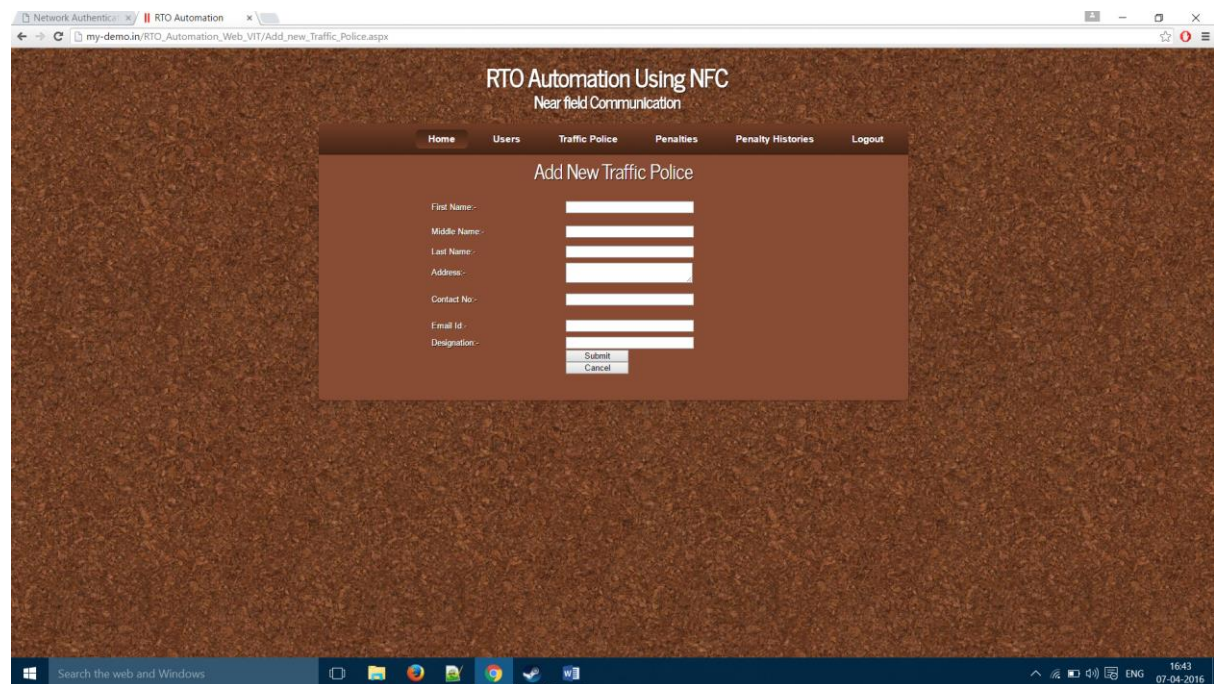 Network Authentica
RTO Automation
my-demo.in/RTO_Automation_Web_VIT/Add_new_Traffic_Police.aspx
RTO Automation Using NFC
Near field Communication
Home Users Traffic Police Penalties Penalty Histories Logout
Add New Traffic Police
First Name:-
Middle Name:-
Last Name:-
Address:-
Contact No:-
Email Id:-
Designation:-
Submit
Cancel
Search the web and Windows
ENG
16:43
07-04-2016